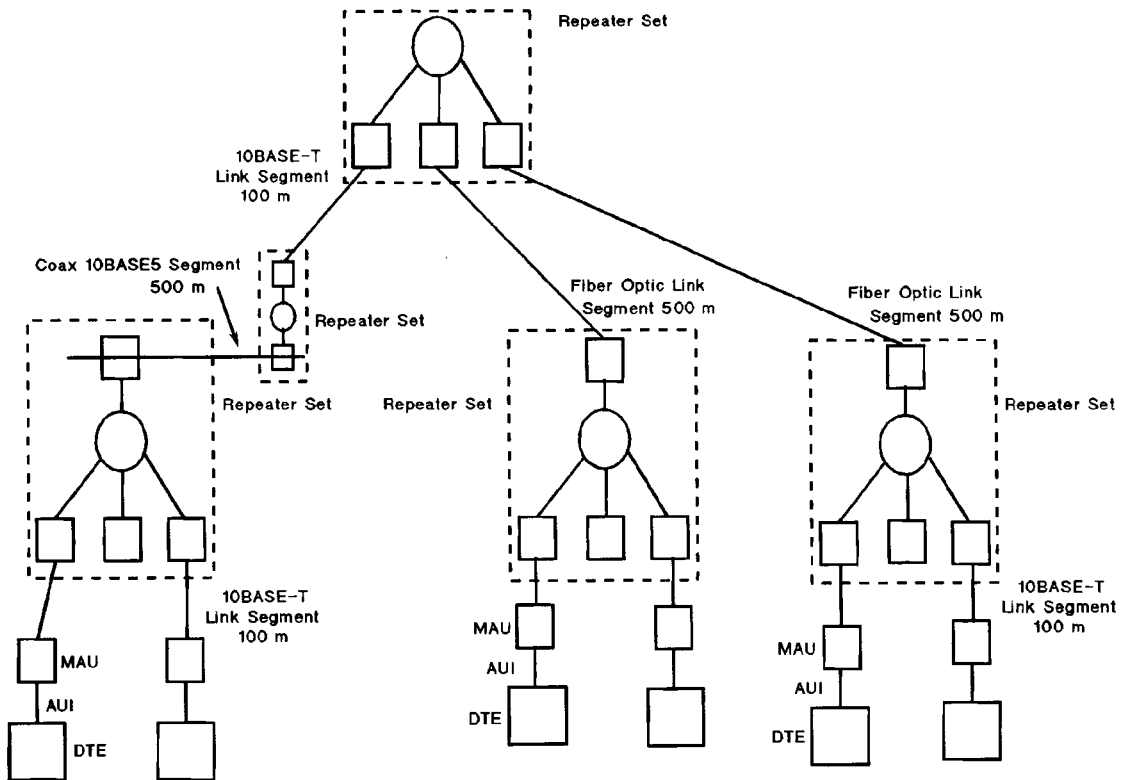 Repeater Set
10BASE-T
Link Segment
100 m
Coax 10BASE5 Segment
500 m
Repeater Set
Fiber Optic Link
Segment 500 m
Fiber Optic Link
Segment 500 m
Repeater Set
Repeater Set
Repeater Set
10BASE-T
Link Segment
100 m
MAU
AUI
DTE
MAU
AUI
DTE
10BASE-T
Link Segment
100 m
MAU
AUI
DTE